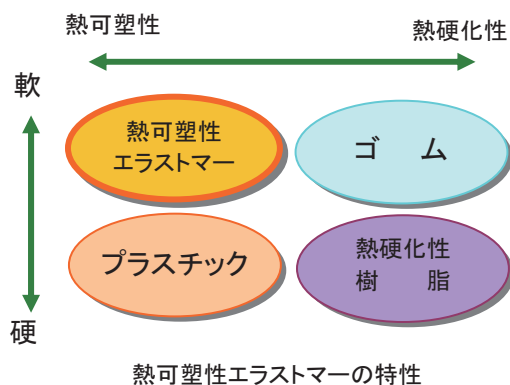 熱可塑性
熱硬化性
軟
熱可塑性
エラストマー
ゴ ム
プラスチック
熱硬化性
樹 脂
硬
熱可塑性エラストマーの特性